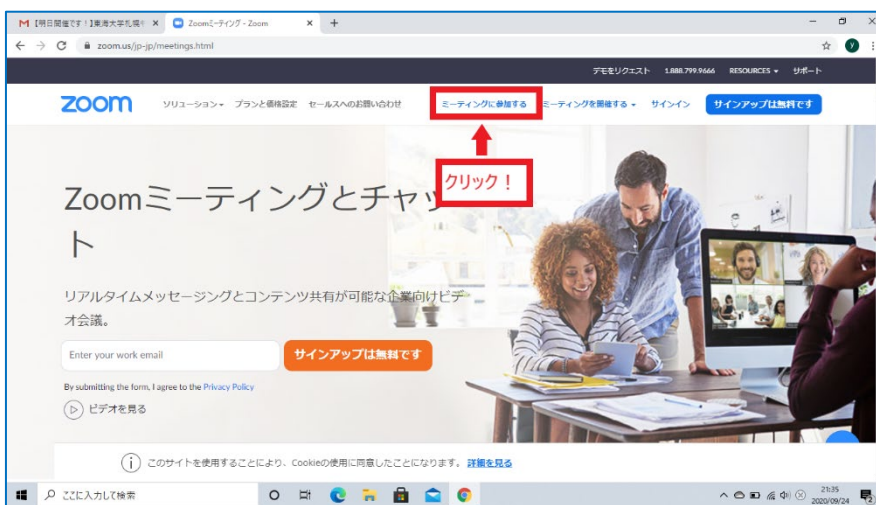 【明日開催です!】東海大学札幌キ
Zoomミーティング - Zoom
zoom.us/jp-jp/meetings.html
y
デモをリクエスト 1.888.799.9666 RESOURCES サポート
zoom ソリューション プランと価格設定 セールスへのお問い合わせ ミーティングに参加する ミーティングを開催する サインイン サインアップは無料です
クリック!
Zoomミーティングとチャッ
ト
リアルタイムメッセージングとコンテンツ共有が可能な企業向けビデ
オ会議。
Enter your work email サインアップは無料です
By submitting the form, I agree to the Privacy Policy
ビデオを見る
このサイトを使用することにより、Cookieの使用に同意したことになります。 詳細を見る
ここに入力して検索
21:35
2020/09/24
2